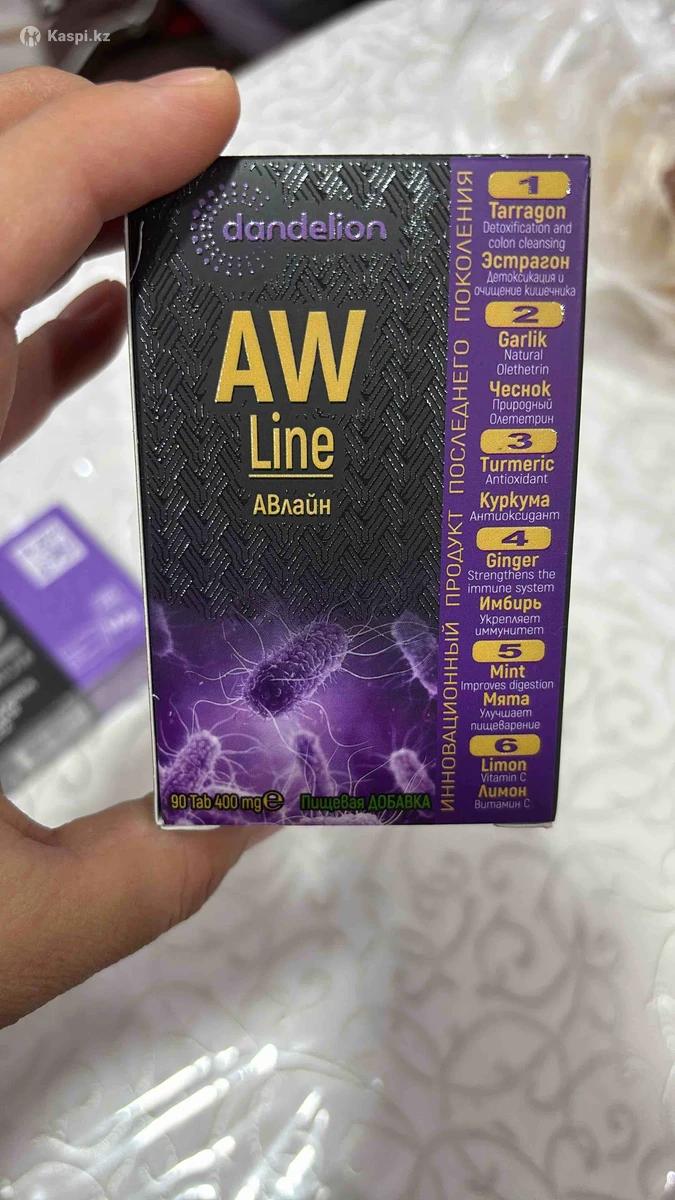 Kaspi.kz
dandelion
AW
Line
АВлайн
90 Tab 400 mg ℮
Пищевая ДОБАВКА
ИННОВАЦИОННЫЙ ПРОДУКТ ПОСЛЕДНЕГО ПОКОЛЕНИЯ
1
Tarragon
Detoxification and
colon cleansing
Эстрагон
Детоксикация и
очищение кишечника
2
Garlik
Natural
Olethetrin
Чеснок
Природный
Олететрин
3
Turmeric
Antioxidant
Куркума
Антиоксидант
4
Ginger
Strengthens the
immune system
Имбирь
Укрепляет
иммунитет
5
Mint
Improves digestion
Мята
Улучшает
пищеварение
6
Limon
Vitamin C
Лимон
Витамин С